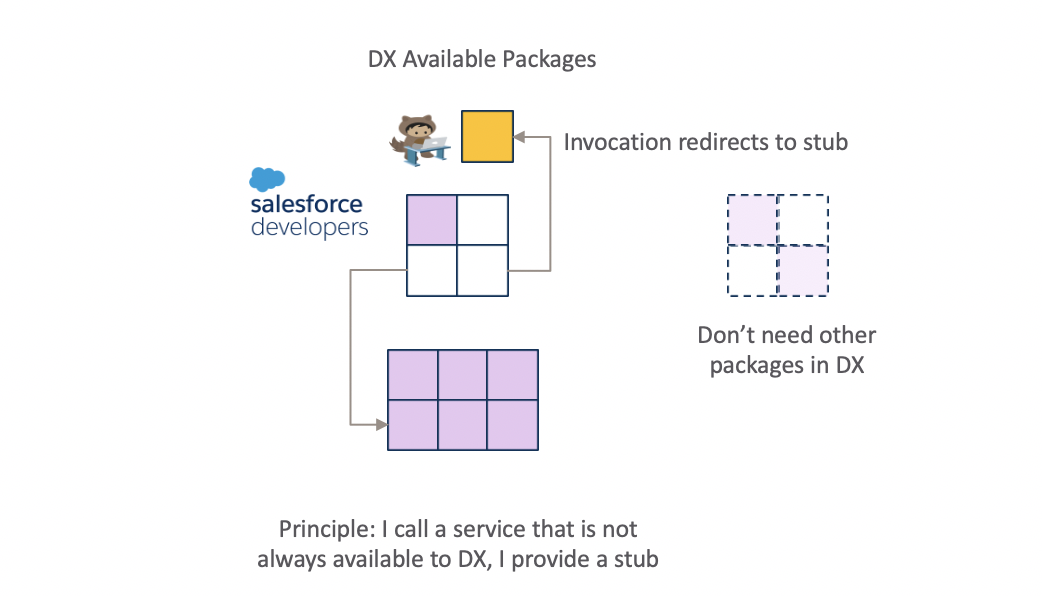 DX Available Packages
Invocation redirects to stub
salesforce
developers
Don’t need other
packages in DX
Principle: I call a service that is not
always available to DX, I provide a stub